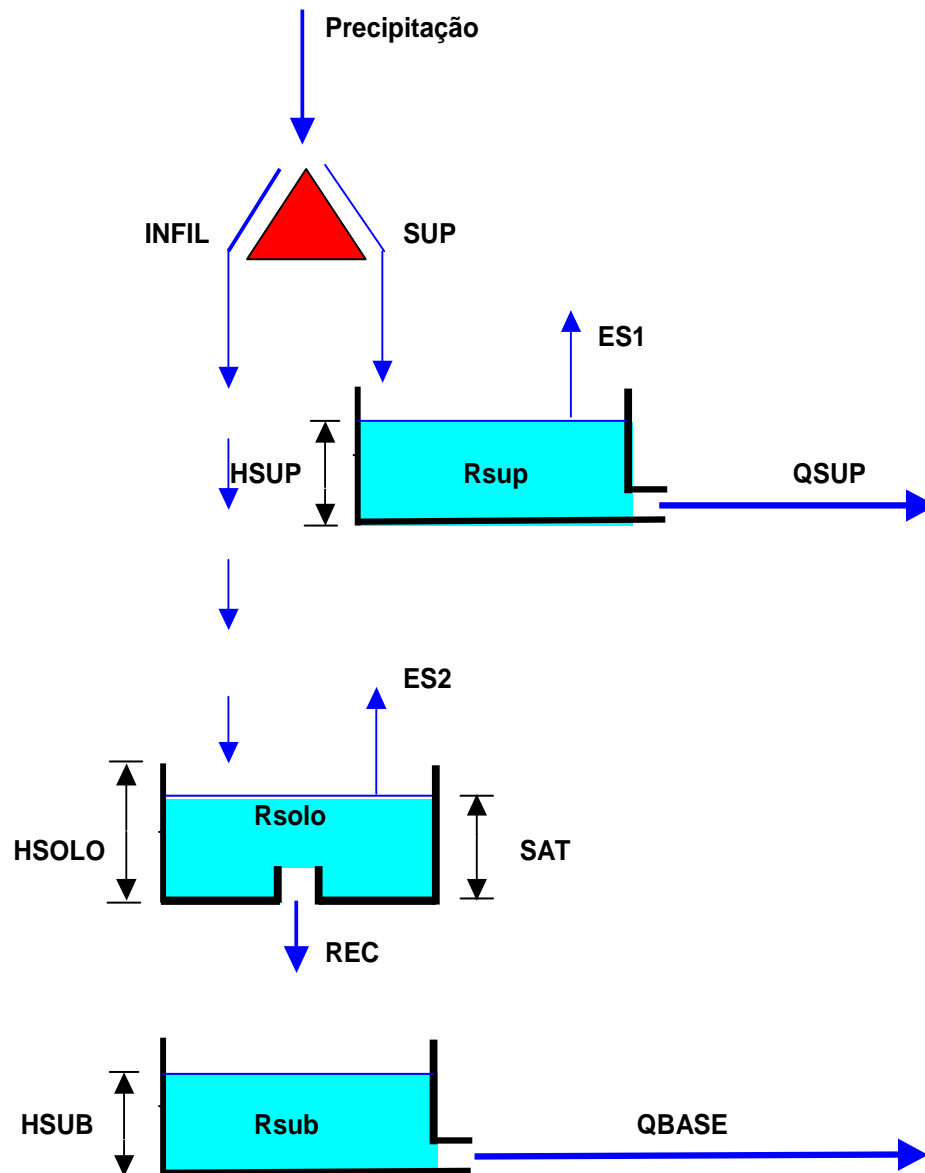 Precipitação
INFIL
SUP
ES1
HSUP
Rsup
QSUP
ES2
Rsolo
HSOLO
SAT
REC
HSUB
Rsub
QBASE